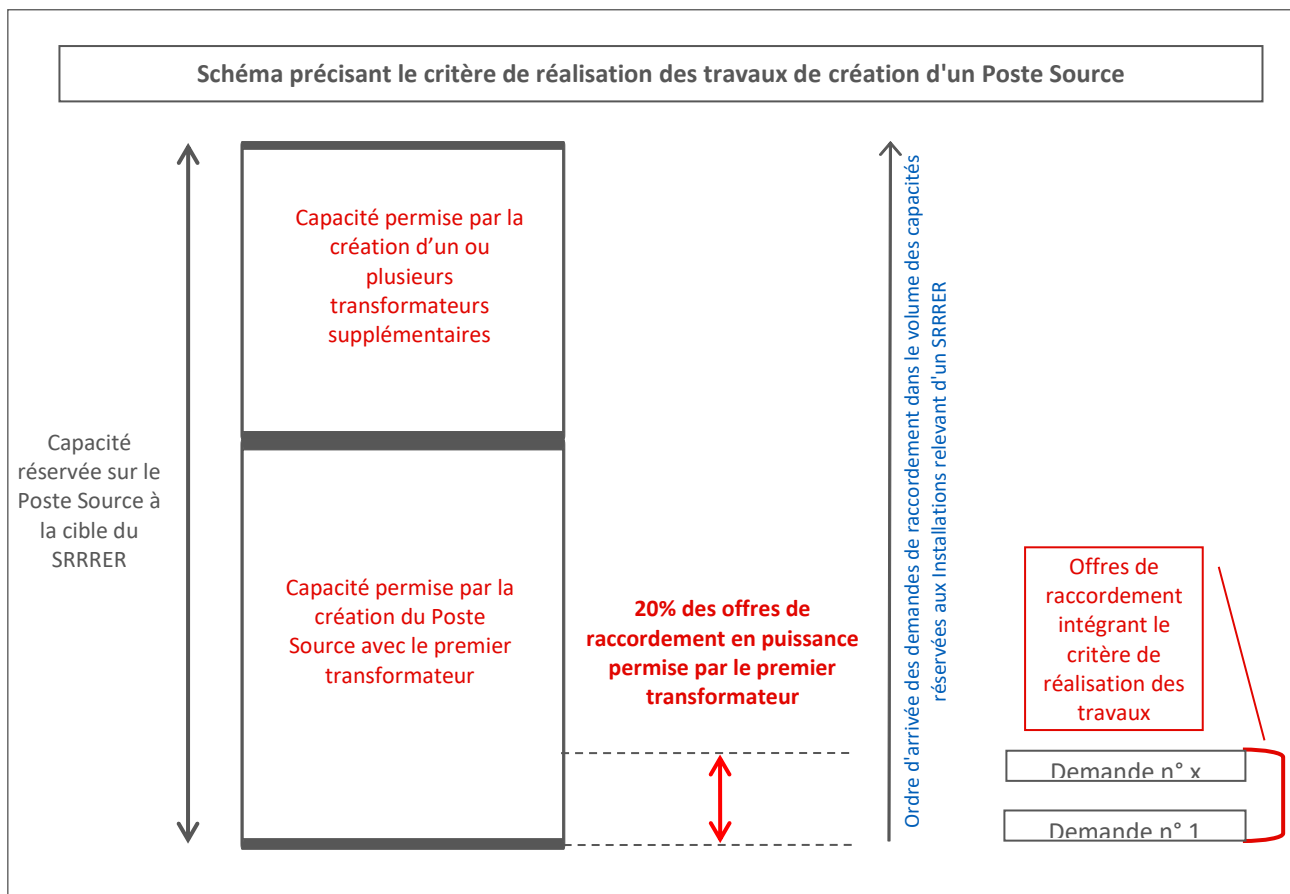 Schéma précisant le critère de réalisation des travaux de création d'un Poste Source
Capacité permise par la
création d’un ou
plusieurs
transformateurs
supplémentaires
Capacité
réservée sur le
Poste Source à
la cible du
SRRRER
Capacité permise par la
création du Poste
Source avec le premier
transformateur
20% des offres de
raccordement en puissance
permise par le premier
transformateur
Ordre d'arrivée des demandes de raccordement dans le volume des capacités
réservées aux Installations relevant d'un SRRRER
Offres de
raccordement
intégrant le
critère de
réalisation des
travaux
Demande n° x
Demande n° 1